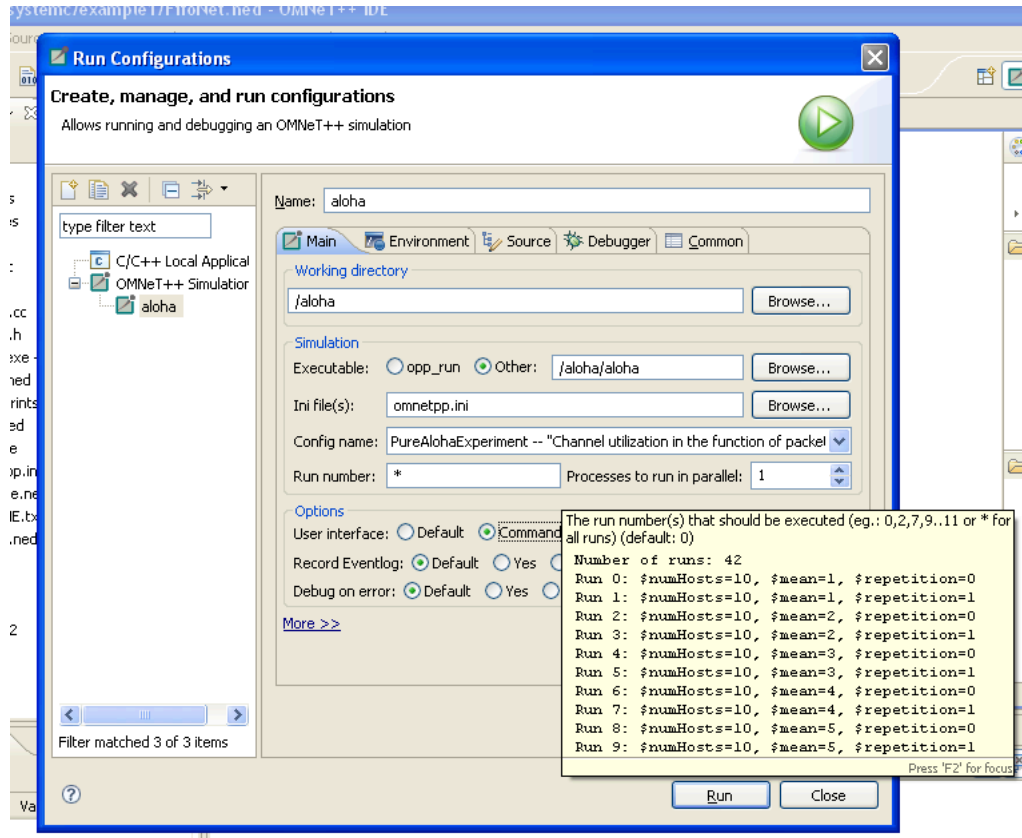 systemc/example1/FifoNet.ned - OMNeT++ IDE
Run Configurations
Create, manage, and run configurations
Allows running and debugging an OMNeT++ simulation
type filter text
C/C++ Local Applicat
OMNeT++ Simulation
aloha
Filter matched 3 of 3 items
Name: aloha
Main Environment Source Debugger Common
Working directory
/aloha Browse...
Simulation
Executable: opp_run Other: /aloha/aloha Browse...
Ini file(s): omnetpp.ini Browse...
Config name: PureAlohaExperiment -- "Channel utilization in the function of packet
Run number: * Processes to run in parallel: 1
Options
User interface: Default Command
Record Eventlog: Default Yes
Debug on error: Default Yes
More >>
The run number(s) that should be executed (eg.: 0,2,7,9..11 or * for
all runs) (default: 0)
Number of runs: 42
Run 0: $numHosts=10, $mean=1, $repetition=0
Run 1: $numHosts=10, $mean=1, $repetition=1
Run 2: $numHosts=10, $mean=2, $repetition=0
Run 3: $numHosts=10, $mean=2, $repetition=1
Run 4: $numHosts=10, $mean=3, $repetition=0
Run 5: $numHosts=10, $mean=3, $repetition=1
Run 6: $numHosts=10, $mean=4, $repetition=0
Run 7: $numHosts=10, $mean=4, $repetition=1
Run 8: $numHosts=10, $mean=5, $repetition=0
Run 9: $numHosts=10, $mean=5, $repetition=1
Press 'F2' for focus
Run Close